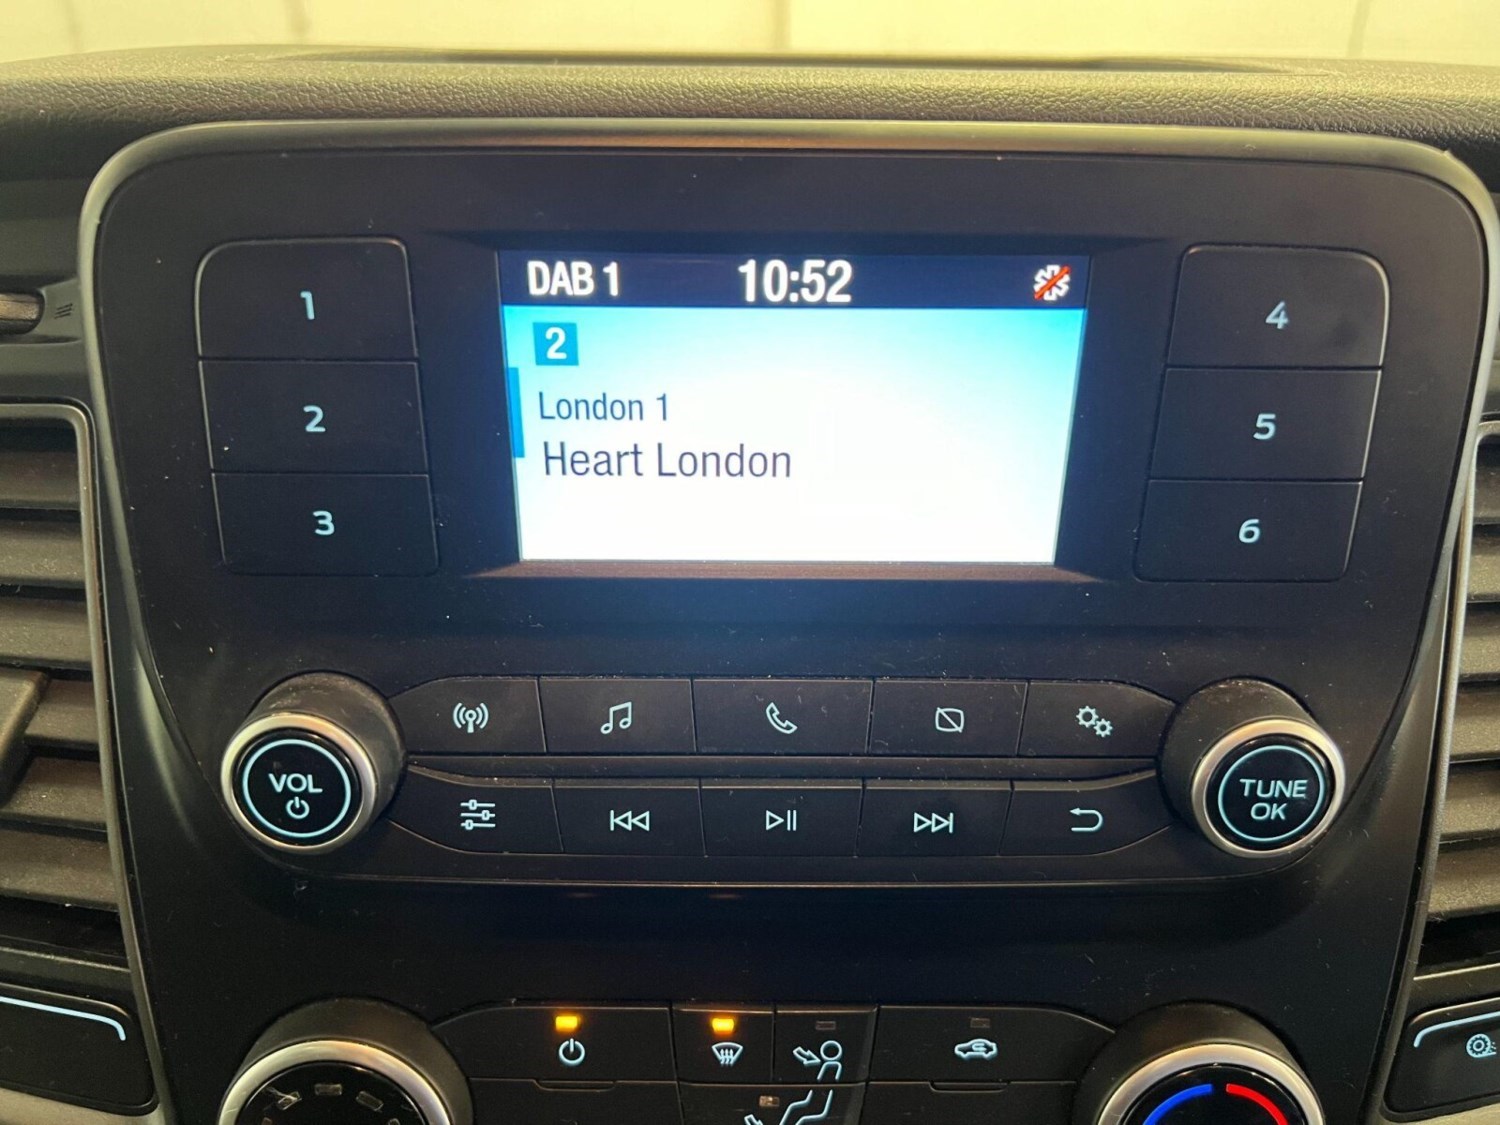 DAB 1 10:52
2
London 1
Heart London
1
2
3
4
5
6
VOL
TUNE
OK